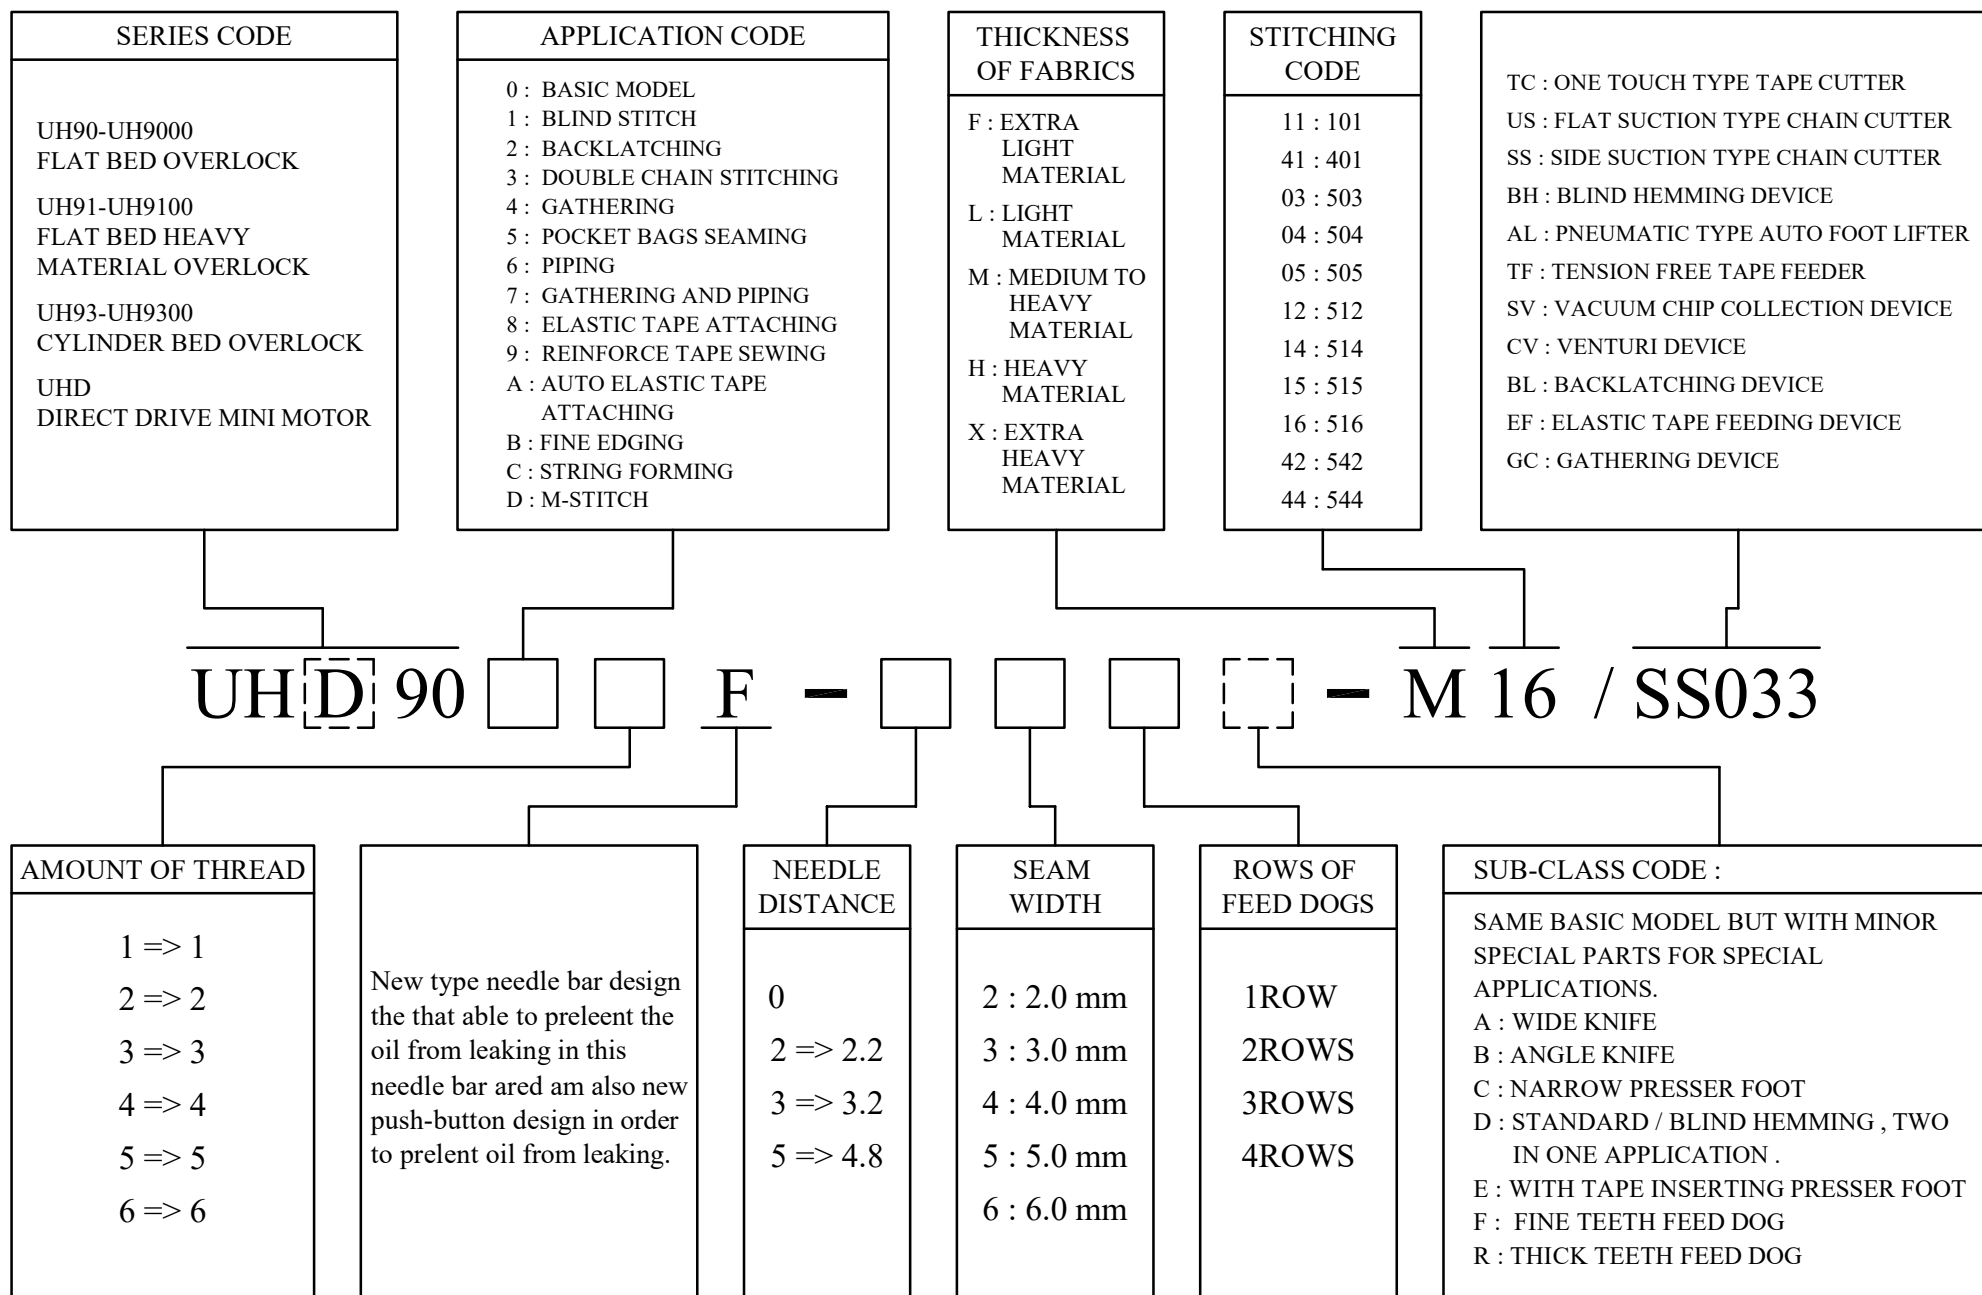 SERIES CODE
UH90-UH9000
FLAT BED OVERLOCK
UH91-UH9100
FLAT BED HEAVY
MATERIAL OVERLOCK
UH93-UH9300
CYLINDER BED OVERLOCK
UHD
DIRECT DRIVE MINI MOTOR
APPLICATION CODE
0 : BASIC MODEL
1 : BLIND STITCH
2 : BACKLATCHING
3 : DOUBLE CHAIN STITCHING
4 : GATHERING
5 : POCKET BAGS SEAMING
6 : PIPING
7 : GATHERING AND PIPING
8 : ELASTIC TAPE ATTACHING
9 : REINFORCE TAPE SEWING
A : AUTO ELASTIC TAPE
ATTACHING
B : FINE EDGING
C : STRING FORMING
D : M-STITCH
THICKNESS
OF FABRICS
F : EXTRA
LIGHT
MATERIAL
L : LIGHT
MATERIAL
M : MEDIUM TO
HEAVY
MATERIAL
H : HEAVY
MATERIAL
X : EXTRA
HEAVY
MATERIAL
STITCHING
CODE
11 : 101
41 : 401
03 : 503
04 : 504
05 : 505
12 : 512
14 : 514
15 : 515
16 : 516
42 : 542
44 : 544
TC : ONE TOUCH TYPE TAPE CUTTER
US : FLAT SUCTION TYPE CHAIN CUTTER
SS : SIDE SUCTION TYPE CHAIN CUTTER
BH : BLIND HEMMING DEVICE
AL : PNEUMATIC TYPE AUTO FOOT LIFTER
TF : TENSION FREE TAPE FEEDER
SV : VACUUM CHIP COLLECTION DEVICE
CV : VENTURI DEVICE
BL : BACKLATCHING DEVICE
EF : ELASTIC TAPE FEEDING DEVICE
GC : GATHERING DEVICE
UH D 90 F - - M 16 / SS033
AMOUNT OF THREAD
1 => 1
2 => 2
3 => 3
4 => 4
5 => 5
6 => 6
New type needle bar design
the that able to preleent the
oil from leaking in this
needle bar ared am also new
push-button design in order
to prelent oil from leaking.
NEEDLE
DISTANCE
0
2 => 2.2
3 => 3.2
5 => 4.8
SEAM
WIDTH
2 : 2.0 mm
3 : 3.0 mm
4 : 4.0 mm
5 : 5.0 mm
6 : 6.0 mm
ROWS OF
FEED DOGS
1ROW
2ROWS
3ROWS
4ROWS
SUB-CLASS CODE :
SAME BASIC MODEL BUT WITH MINOR
SPECIAL PARTS FOR SPECIAL
APPLICATIONS.
A : WIDE KNIFE
B : ANGLE KNIFE
C : NARROW PRESSER FOOT
D : STANDARD / BLIND HEMMING , TWO
IN ONE APPLICATION .
E : WITH TAPE INSERTING PRESSER FOOT
F : FINE TEETH FEED DOG
R : THICK TEETH FEED DOG